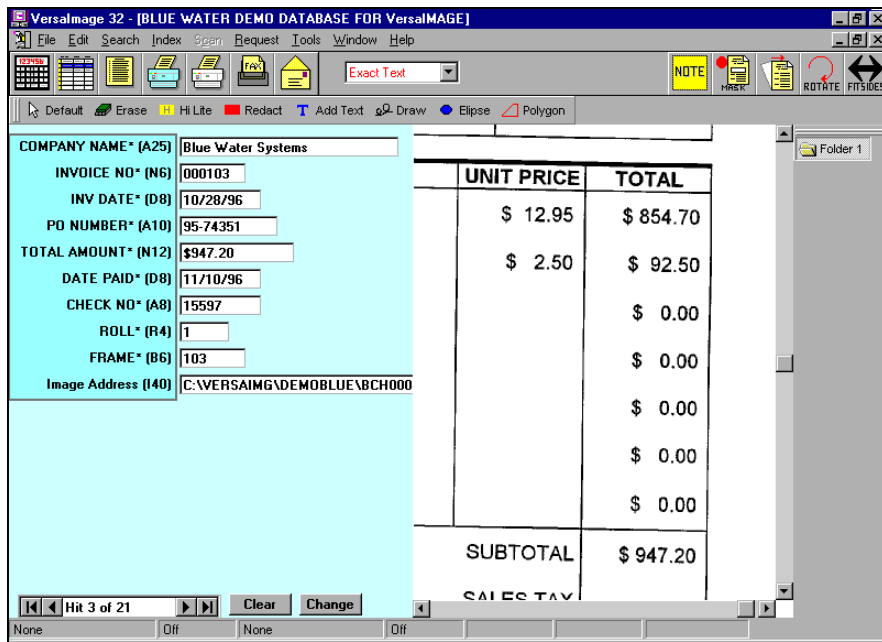 VersaImage 32 - [BLUE WATER DEMO DATABASE FOR VersaIMAGE]
File Edit Search Index Scan Request Tools Window Help
123456
FAX
Exact Text
NOTE
MASK
ROTATE
FITSIDES
Default Erase H Hi Lite Redact T Add Text Draw Elipse Polygon
COMPANY NAME* (A25) Blue Water Systems
INVOICE NO* (N6) 000103
INV DATE* (D8) 10/28/96
PO NUMBER* (A10) 95-74351
TOTAL AMOUNT* (N12) $947.20
DATE PAID* (D8) 11/10/96
CHECK NO* (A8) 15597
ROLL* (R4) 1
FRAME* (B6) 103
Image Address (I40) C:\VERSAIMG\DEMOBLUE\BCH000
UNIT PRICE TOTAL
$ 12.95 $ 854.70
$ 2.50 $ 92.50
$ 0.00
$ 0.00
$ 0.00
$ 0.00
$ 0.00
SUBTOTAL $ 947.20
SALES TAX
Folder 1
Hit 3 of 21 Clear Change
None Off None Off